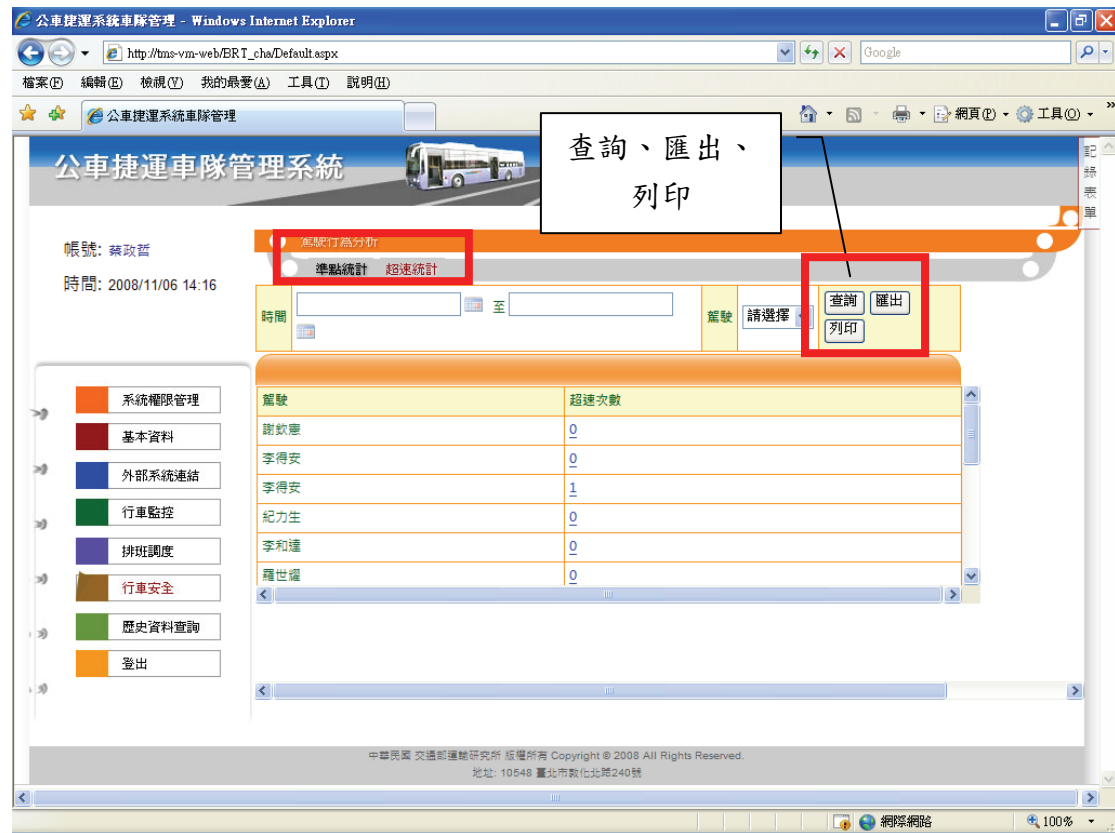 公車捷運系統車隊管理 - Windows Internet Explorer
http://tms-vm-web/BRT_cha/Default.aspx
Google
檔案(F) 編輯(E) 檢視(V) 我的最愛(A) 工具(T) 說明(H)
公車捷運系統車隊管理
網頁(P) 工具(O)
查詢、匯出、
列印
公車捷運車隊管理系統
記錄表單
帳號: 蔡政哲
時間: 2008/11/06 14:16
駕駛行為分析
準點統計 超速統計
時間 至 駕駛 請選擇 查詢 匯出
列印
系統權限管理
基本資料
外部系統連結
行車監控
排班調度
行車安全
歷史資料查詢
登出
駕駛 超速次數
謝欽憲 0
李得安 0
李得安 1
紀力生 0
李和達 0
羅世耀 0
中華民國 交通部運輸研究所 版權所有 Copyright © 2008 All Rights Reserved.
地址: 10548 臺北市敦化北路240號
網際網路 100%